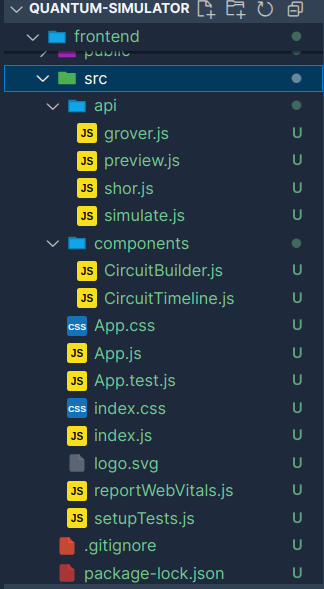 QUANTUM-SIMULATOR
frontend
public
src
api
JS grover.js U
JS preview.js U
JS shor.js U
JS simulate.js U
components
JS CircuitBuilder.js U
JS CircuitTimeline.js U
CSS App.css U
JS App.js U
JS App.test.js U
CSS index.css U
JS index.js U
logo.svg U
JS reportWebVitals.js U
JS setupTests.js U
.gitignore U
package-lock.json U